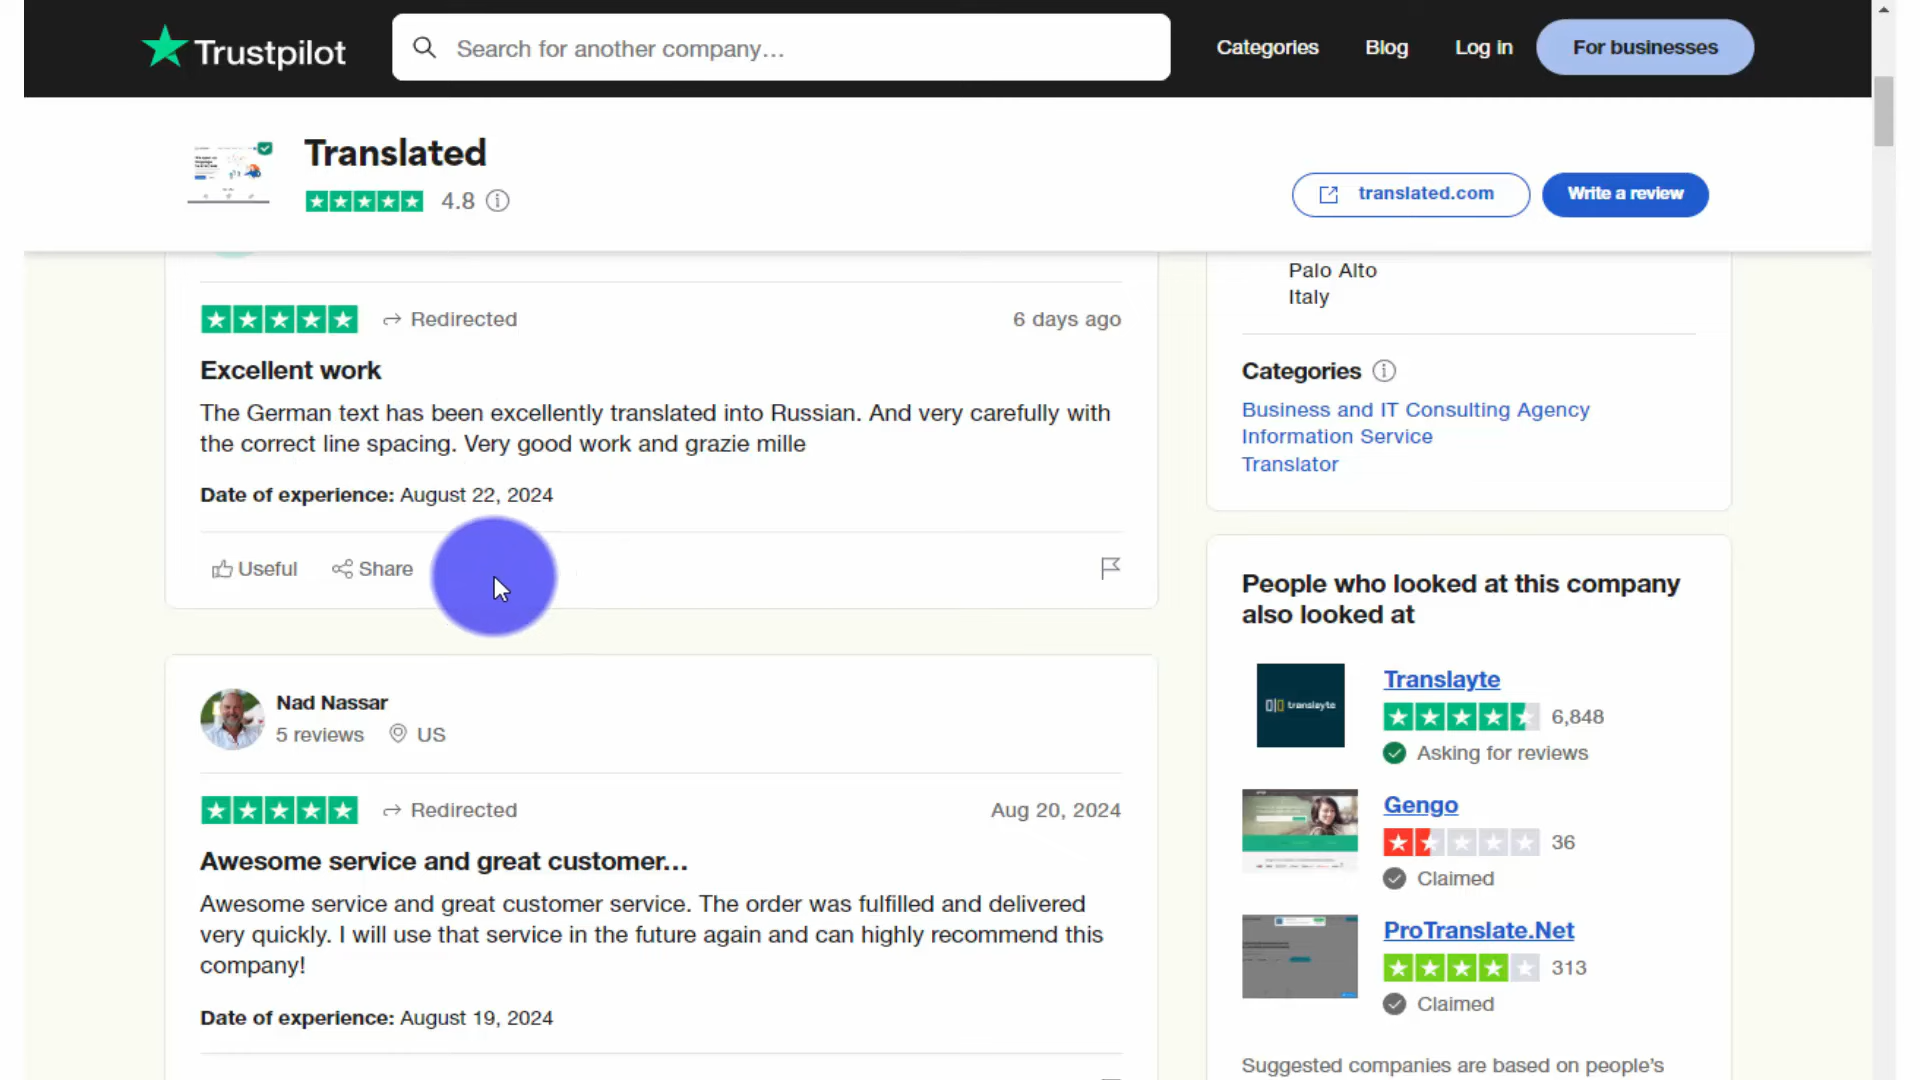 Trustpilot
Search for another company…
Categories
Blog
Log in
For businesses
Translated
4.8
translated.com
Write a review
Redirected
6 days ago
Excellent work
The German text has been excellently translated into Russian. And very carefully with
the correct line spacing. Very good work and grazie mille
Date of experience: August 22, 2024
Useful
Share
Nad Nassar
5 reviews
US
Redirected
Aug 20, 2024
Awesome service and great customer…
Awesome service and great customer service. The order was fulfilled and delivered
very quickly. I will use that service in the future again and can highly recommend this
company!
Date of experience: August 19, 2024
Palo Alto
Italy
Categories
Business and IT Consulting Agency
Information Service
Translator
People who looked at this company
also looked at
translayte
Translayte
6,848
Asking for reviews
Gengo
36
Claimed
ProTranslate.Net
313
Claimed
Suggested companies are based on people's